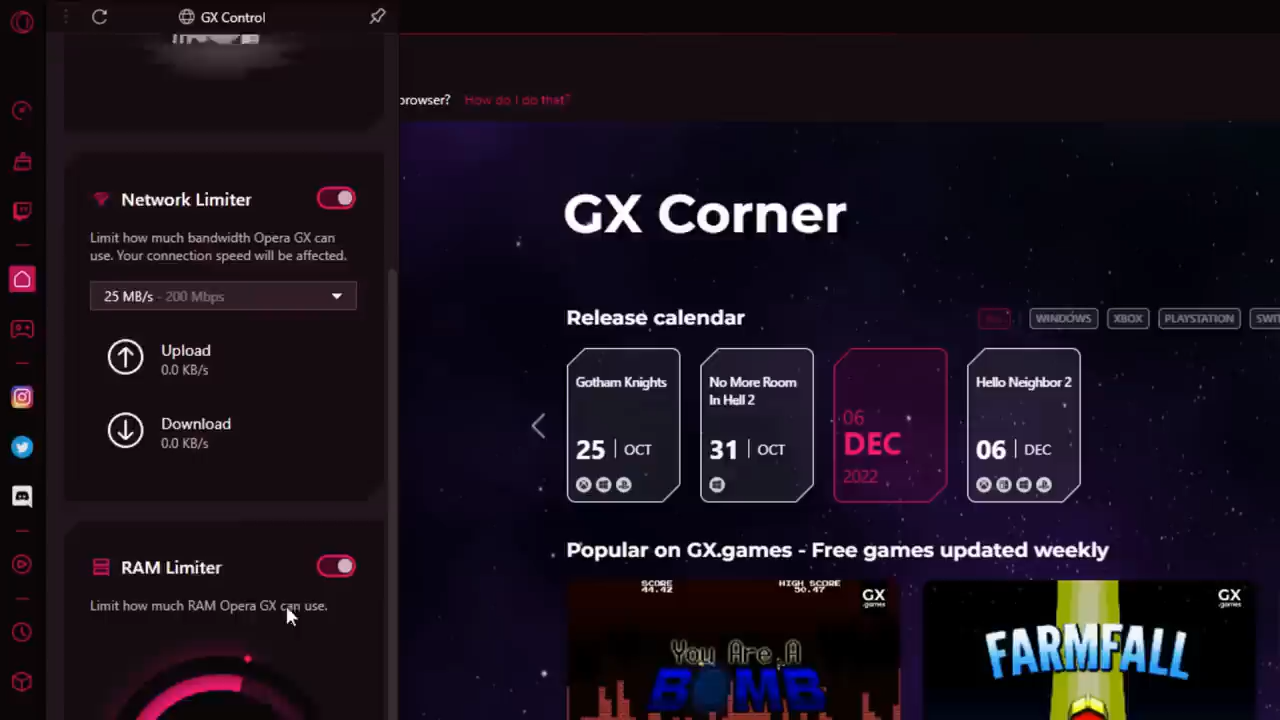 GX Control
Network Limiter
Limit how much bandwidth Opera GX can
use. Your connection speed will be affected.
25 MB/s - 200 Mbps
Upload
0.0 KB/s
Download
0.0 KB/s
RAM Limiter
Limit how much RAM Opera GX can use.
browser? How do I do that?
GX Corner
Release calendar
WINDOWS XBOX PLAYSTATION SWIT
Gotham Knights
25 | OCT
No More Room
In Hell 2
31 | OCT
06
DEC
2022
Hello Neighbor 2
06 | DEC
Popular on GX.games - Free games updated weekly
SCORE
44.42
HIGH SCORE
50.47
GX
.games
You Are A
BOMB
GX
.games
FARMFALL